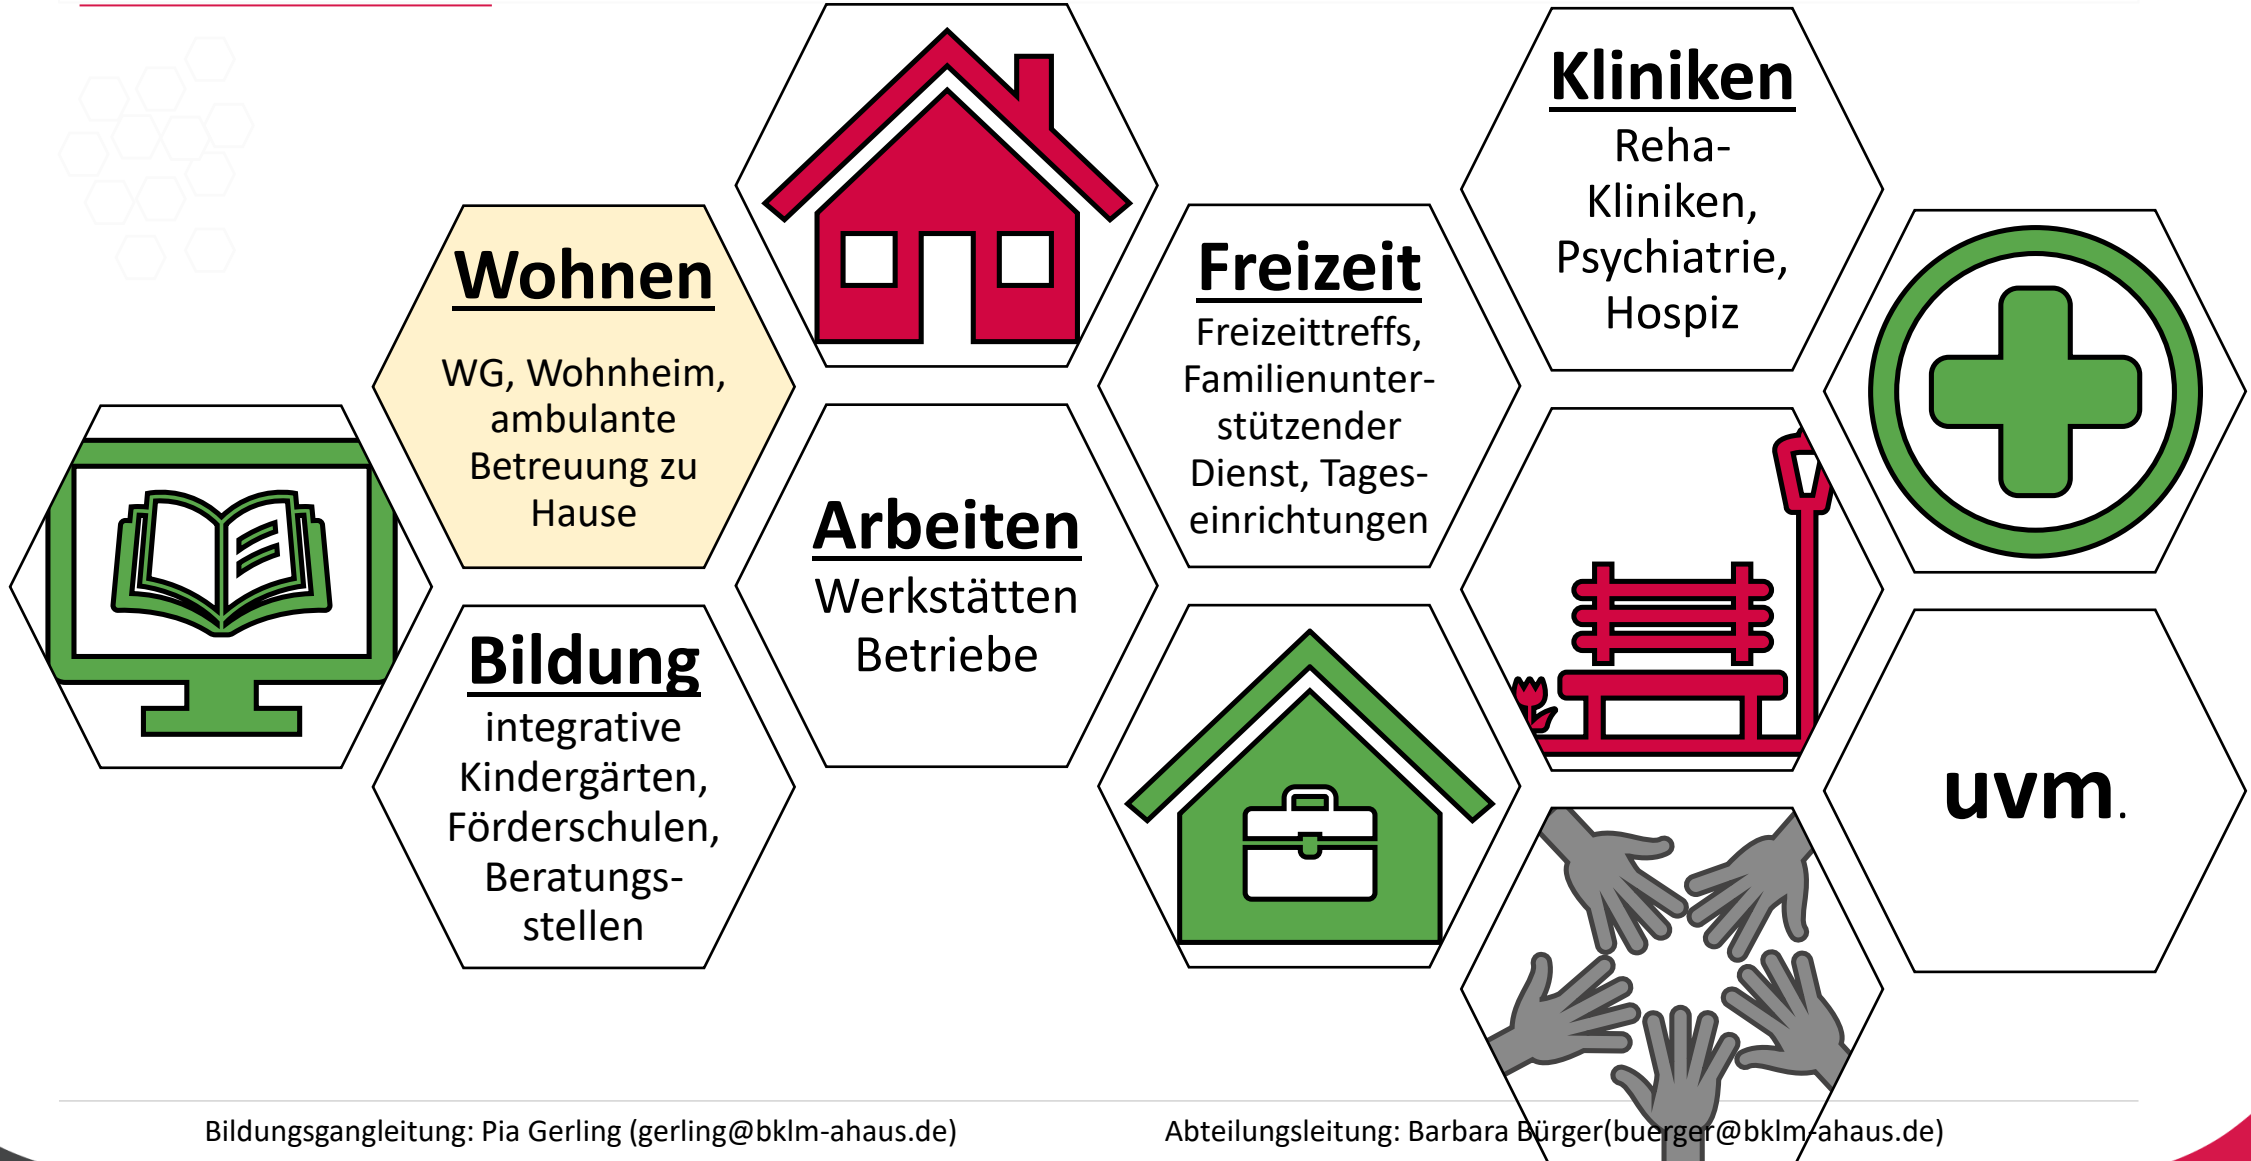 Wohnen
WG, Wohnheim,
ambulante
Betreuung zu
Hause
Bildung
integrative
Kindergärten,
Förderschulen,
Beratungs-
stellen
Arbeiten
Werkstätten
Betriebe
Freizeit
Freizeittreffs,
Familienunter-
stützender
Dienst, Tages-
einrichtungen
Kliniken
Reha-
Kliniken,
Psychiatrie,
Hospiz
uvm.
Bildungsgangleitung: Pia Gerling (gerling@bklm-ahaus.de)
Abteilungsleitung: Barbara Bürger(buerger@bklm-ahaus.de)